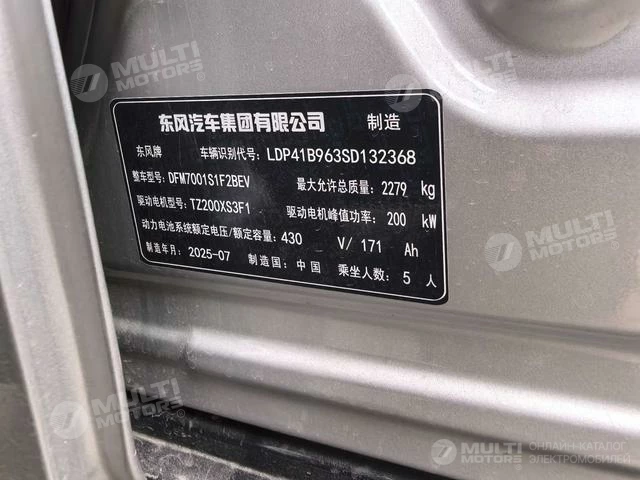 东风汽车集团有限公司 制造
东风牌 车辆识别代号: LDP41B963SD132368
整车型号: DFM7001S1F2BEV 最大允许总质量: 2279 kg
驱动电机型号: TZ200XS3F1 驱动电机峰值功率: 200 kW
动力电池系统额定电压/额定容量: 430 V/ 171 Ah
制造年月: 2025-07 制造国: 中国 乘坐人数: 5 人
MULTI MOTORS
MULTI MOTORS
MULTI MOTORS
MULTI MOTORS
MULTI MOTORS ОНЛАЙН-КАТАЛОГ ЭЛЕКТРОМОБИЛЕЙ